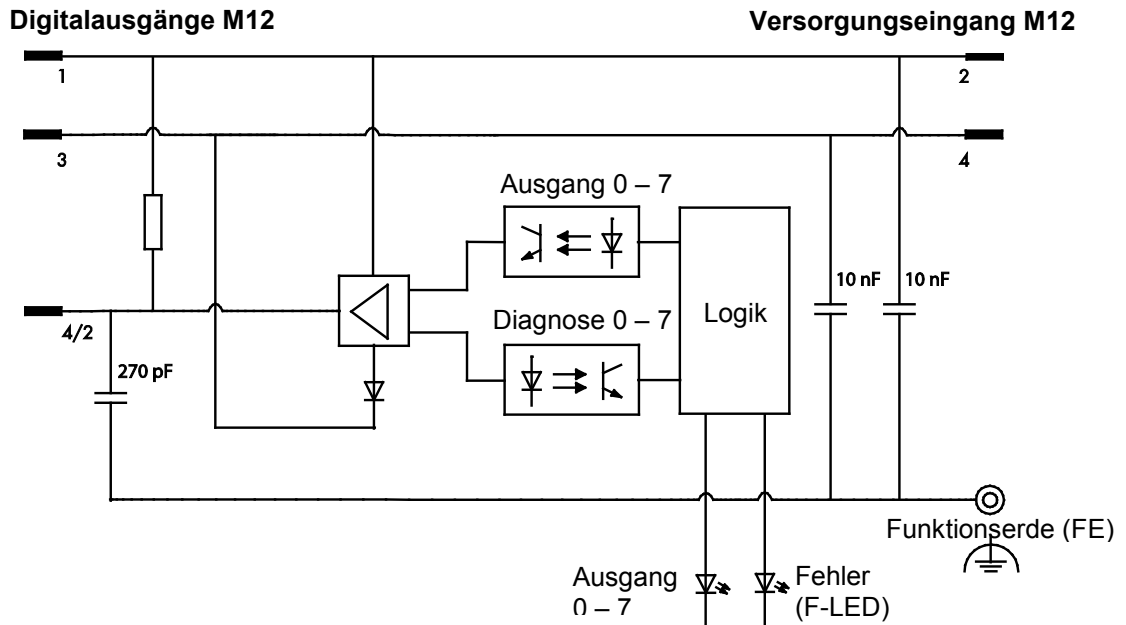 Digitalausgänge M12
Versorgungseingang M12
1
2
3
4
Ausgang 0 – 7
10 nF
10 nF
Logik
Diagnose 0 – 7
4/2
270 pF
Funktionserde (FE)
Ausgang
0 – 7
Fehler
(F-LED)